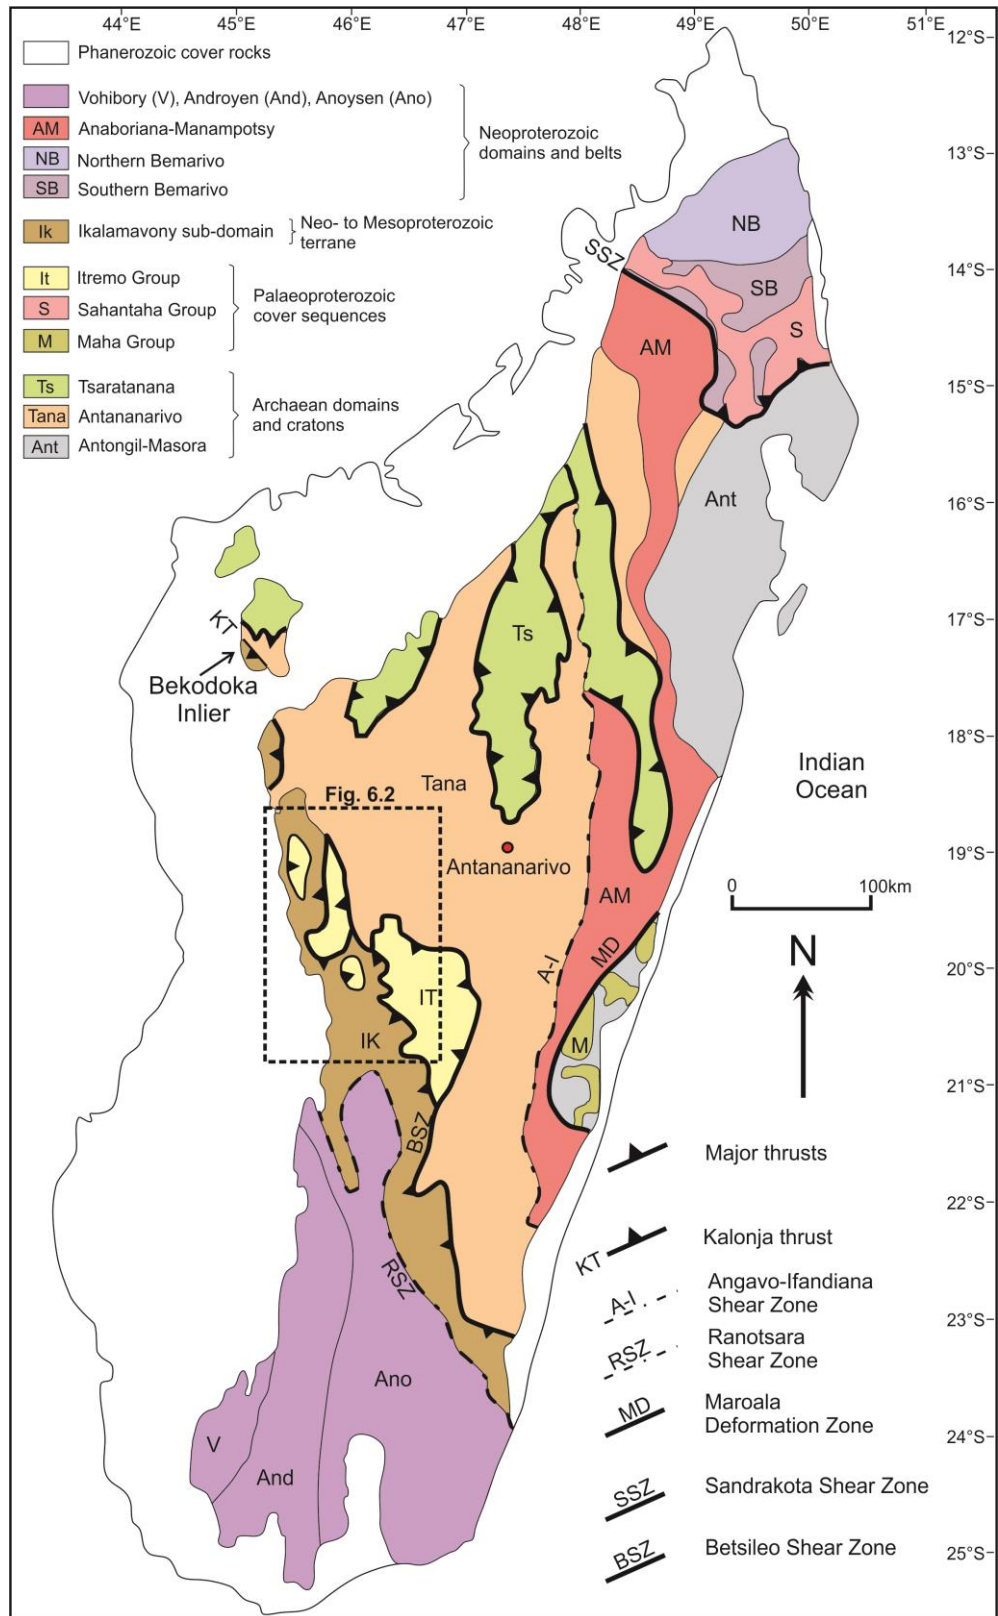 44°E 45°E 46°E 47°E 48°E 49°E 50°E 51°E
12°S
13°S
14°S
15°S
16°S
17°S
18°S
19°S
20°S
21°S
22°S
23°S
24°S
25°S
Phanerozoic cover rocks
Vohibory (V), Androyen (And), Anoysen (Ano)
AM Anaboriana-Manampotsy
NB Northern Bemarivo
SB Southern Bemarivo
Neoproterozoic
domains and belts
Ik Ikalamavony sub-domain
Neo- to Mesoproterozoic
terrane
It Itremo Group
S Sahantaha Group
M Maha Group
Palaeoproterozoic
cover sequences
Ts Tsaratanana
Tana Antananarivo
Ant Antongil-Masora
Archaean domains
and cratons
NB
SSZ
SB
S
AM
Ant
Ts
KT
Bekodoka
Inlier
Tana
Fig. 6.2
Antananarivo
Indian
Ocean
0 100km
N
AM
MD
A-I
IT
IK
M
BSZ
RSZ
Ano
V
And
Major thrusts
KT Kalonja thrust
A-I Angavo-Ifandiana
Shear Zone
RSZ Ranotsara
Shear Zone
MD Maroala
Deformation Zone
SSZ Sandrakota Shear Zone
BSZ Betsileo Shear Zone